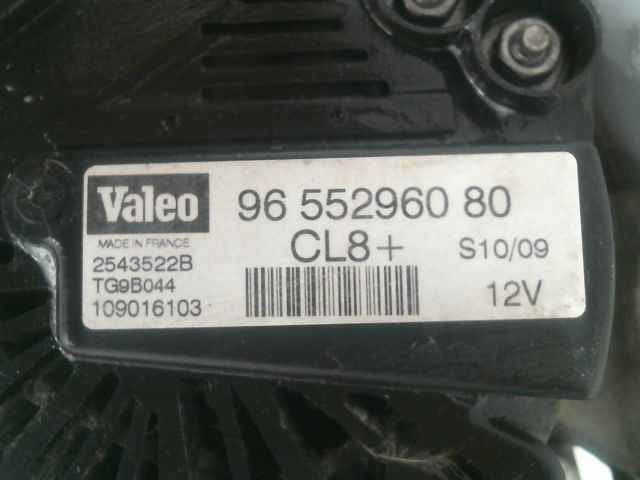 Valeo
MADE IN FRANCE
2543522B
TG9B044
109016103
96 552960 80
CL8+
S10/09
12V